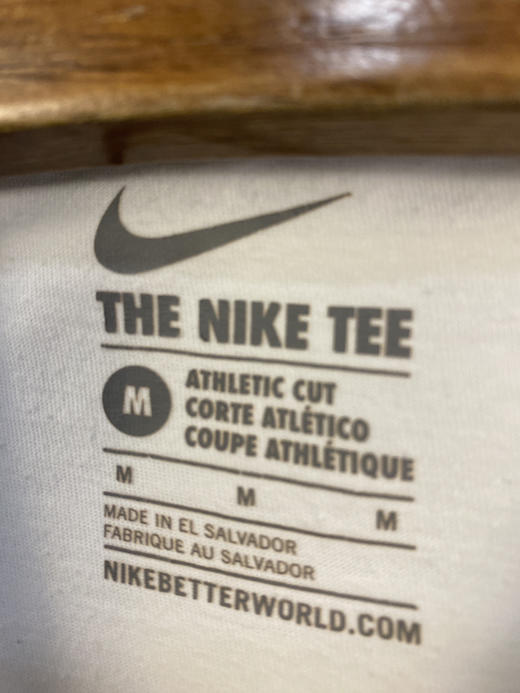 THE NIKE TEE
M
ATHLETIC CUT
CORTE ATLÉTICO
COUPE ATHLÉTIQUE
M M M
MADE IN EL SALVADOR
FABRIQUE AU SALVADOR
NIKEBETTERWORLD.COM